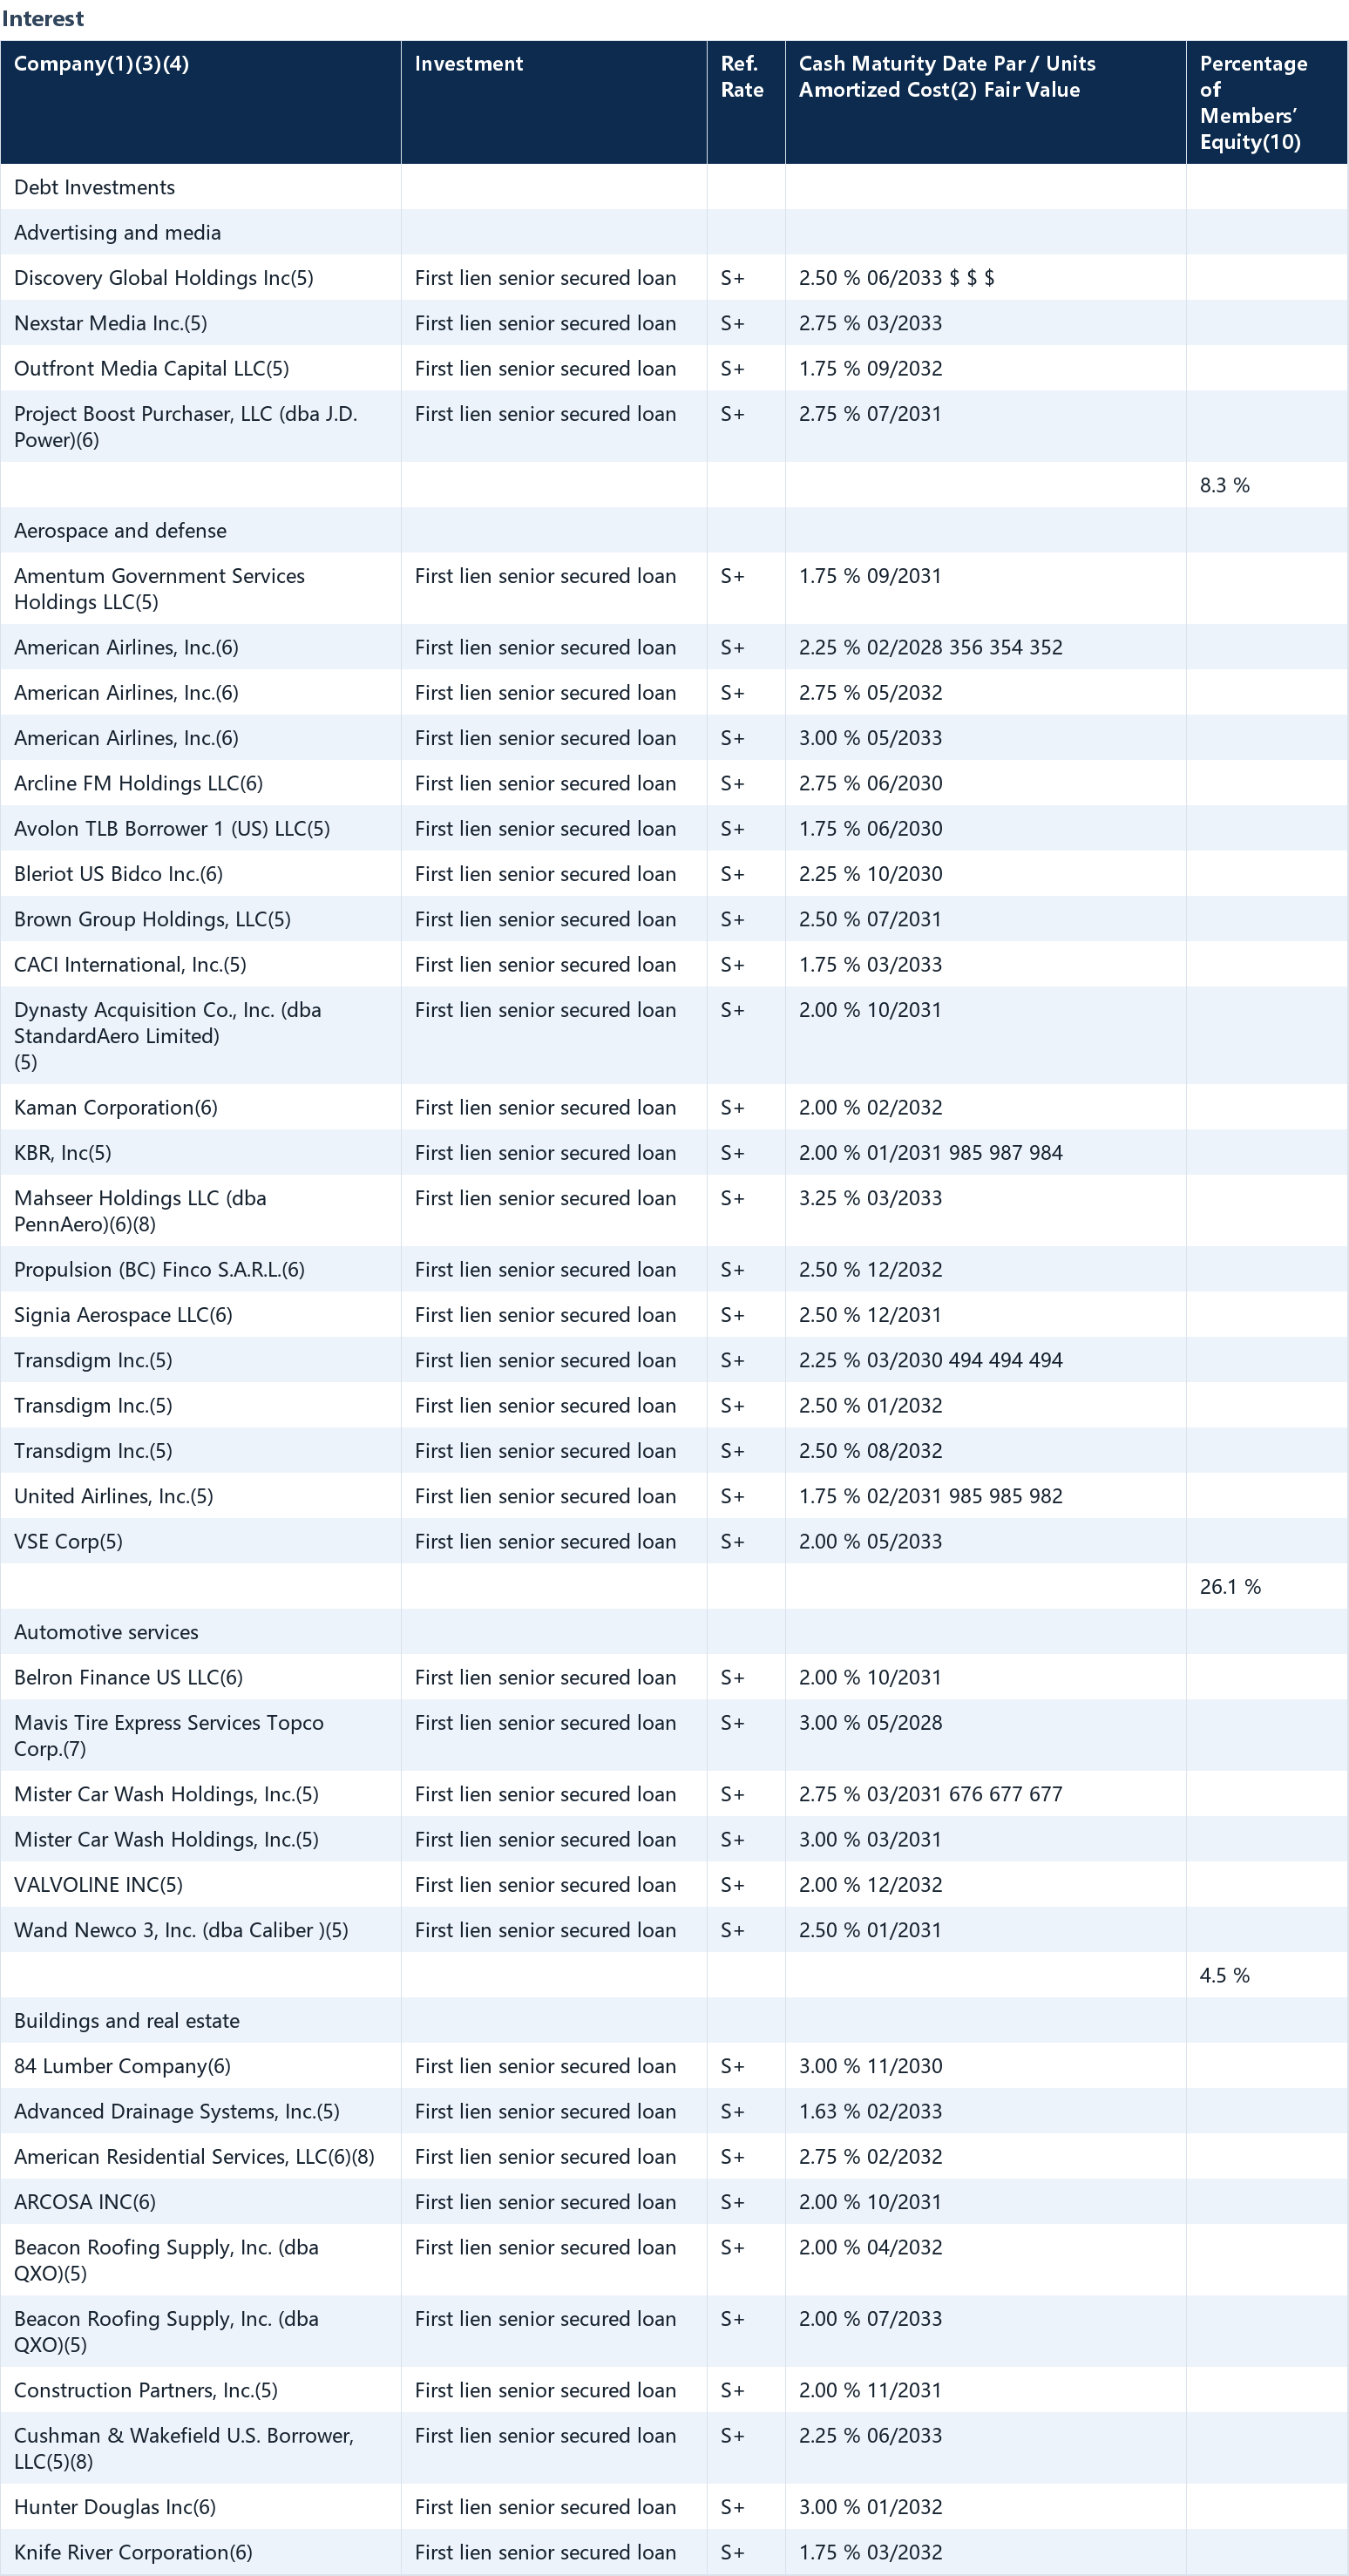 Interest
Company(1)(3)(4) Investment Ref. Rate Cash Maturity Date Par / Units Amortized Cost(2) Fair Value Percentage of Members’ Equity(10)
Debt Investments
Advertising and media
Discovery Global Holdings Inc(5) First lien senior secured loan S+ 2.50 % 06/2033 $ $ $
Nexstar Media Inc.(5) First lien senior secured loan S+ 2.75 % 03/2033
Outfront Media Capital LLC(5) First lien senior secured loan S+ 1.75 % 09/2032
Project Boost Purchaser, LLC (dba J.D. Power)(6) First lien senior secured loan S+ 2.75 % 07/2031
8.3 %
Aerospace and defense
Amentum Government Services Holdings LLC(5) First lien senior secured loan S+ 1.75 % 09/2031
American Airlines, Inc.(6) First lien senior secured loan S+ 2.25 % 02/2028 356 354 352
American Airlines, Inc.(6) First lien senior secured loan S+ 2.75 % 05/2032
American Airlines, Inc.(6) First lien senior secured loan S+ 3.00 % 05/2033
Arcline FM Holdings LLC(6) First lien senior secured loan S+ 2.75 % 06/2030
Avolon TLB Borrower 1 (US) LLC(5) First lien senior secured loan S+ 1.75 % 06/2030
Bleriot US Bidco Inc.(6) First lien senior secured loan S+ 2.25 % 10/2030
Brown Group Holdings, LLC(5) First lien senior secured loan S+ 2.50 % 07/2031
CACI International, Inc.(5) First lien senior secured loan S+ 1.75 % 03/2033
Dynasty Acquisition Co., Inc. (dba StandardAero Limited) (5) First lien senior secured loan S+ 2.00 % 10/2031
Kaman Corporation(6) First lien senior secured loan S+ 2.00 % 02/2032
KBR, Inc(5) First lien senior secured loan S+ 2.00 % 01/2031 985 987 984
Mahseer Holdings LLC (dba PennAero)(6)(8) First lien senior secured loan S+ 3.25 % 03/2033
Propulsion (BC) Finco S.A.R.L.(6) First lien senior secured loan S+ 2.50 % 12/2032
Signia Aerospace LLC(6) First lien senior secured loan S+ 2.50 % 12/2031
Transdigm Inc.(5) First lien senior secured loan S+ 2.25 % 03/2030 494 494 494
Transdigm Inc.(5) First lien senior secured loan S+ 2.50 % 01/2032
Transdigm Inc.(5) First lien senior secured loan S+ 2.50 % 08/2032
United Airlines, Inc.(5) First lien senior secured loan S+ 1.75 % 02/2031 985 985 982
VSE Corp(5) First lien senior secured loan S+ 2.00 % 05/2033
26.1 %
Automotive services
Belron Finance US LLC(6) First lien senior secured loan S+ 2.00 % 10/2031
Mavis Tire Express Services Topco Corp.(7) First lien senior secured loan S+ 3.00 % 05/2028
Mister Car Wash Holdings, Inc.(5) First lien senior secured loan S+ 2.75 % 03/2031 676 677 677
Mister Car Wash Holdings, Inc.(5) First lien senior secured loan S+ 3.00 % 03/2031
VALVOLINE INC(5) First lien senior secured loan S+ 2.00 % 12/2032
Wand Newco 3, Inc. (dba Caliber )(5) First lien senior secured loan S+ 2.50 % 01/2031
4.5 %
Buildings and real estate
84 Lumber Company(6) First lien senior secured loan S+ 3.00 % 11/2030
Advanced Drainage Systems, Inc.(5) First lien senior secured loan S+ 1.63 % 02/2033
American Residential Services, LLC(6)(8) First lien senior secured loan S+ 2.75 % 02/2032
ARCOSA INC(6) First lien senior secured loan S+ 2.00 % 10/2031
Beacon Roofing Supply, Inc. (dba QXO)(5) First lien senior secured loan S+ 2.00 % 04/2032
Beacon Roofing Supply, Inc. (dba QXO)(5) First lien senior secured loan S+ 2.00 % 07/2033
Construction Partners, Inc.(5) First lien senior secured loan S+ 2.00 % 11/2031
Cushman & Wakefield U.S. Borrower, LLC(5)(8) First lien senior secured loan S+ 2.25 % 06/2033
Hunter Douglas Inc(6) First lien senior secured loan S+ 3.00 % 01/2032
Knife River Corporation(6) First lien senior secured loan S+ 1.75 % 03/2032